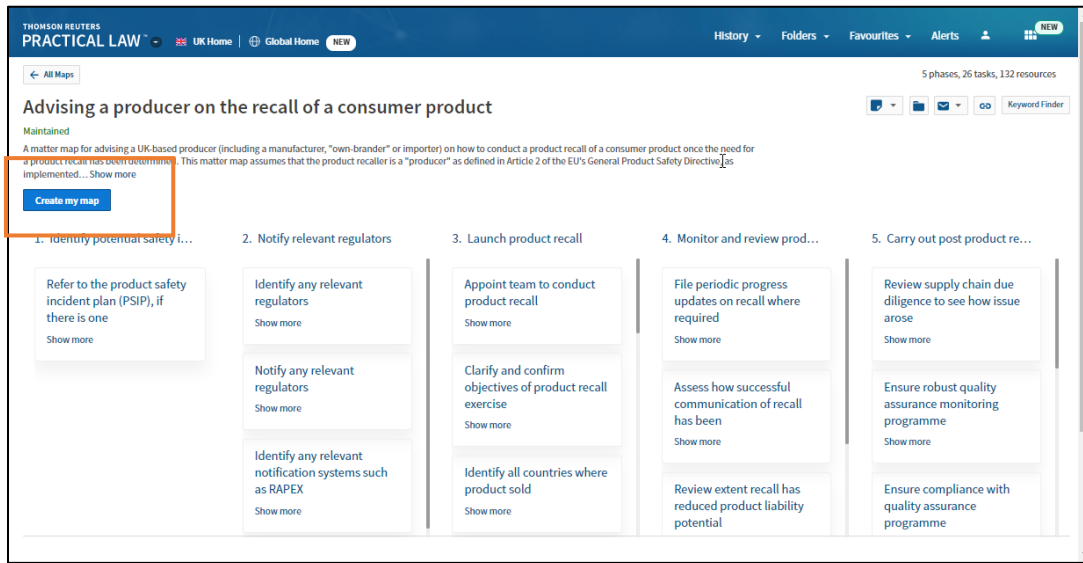 THOMSON REUTERS
PRACTICAL LAW™ UK Home | Global Home NEW History Folders Favourites Alerts NEW
← All Maps 5 phases, 26 tasks, 132 resources
Advising a producer on the recall of a consumer product Keyword Finder
Maintained
A matter map for advising a UK-based producer (including a manufacturer, "own-brander" or importer) on how to conduct a product recall of a consumer product once the need for
a product recall has been determined. This matter map assumes that the product recaller is a "producer" as defined in Article 2 of the EU's General Product Safety Directive, as
implemented... Show more
Create my map
1. Identify potential safety i...
Refer to the product safety
incident plan (PSIP), if
there is one
Show more
2. Notify relevant regulators
Identify any relevant
regulators
Show more
Notify any relevant
regulators
Show more
Identify any relevant
notification systems such
as RAPEX
Show more
3. Launch product recall
Appoint team to conduct
product recall
Show more
Clarify and confirm
objectives of product recall
exercise
Show more
Identify all countries where
product sold
Show more
4. Monitor and review prod...
File periodic progress
updates on recall where
required
Show more
Assess how successful
communication of recall
has been
Show more
Review extent recall has
reduced product liability
potential
5. Carry out post product re...
Review supply chain due
diligence to see how issue
arose
Show more
Ensure robust quality
assurance monitoring
programme
Show more
Ensure compliance with
quality assurance
programme